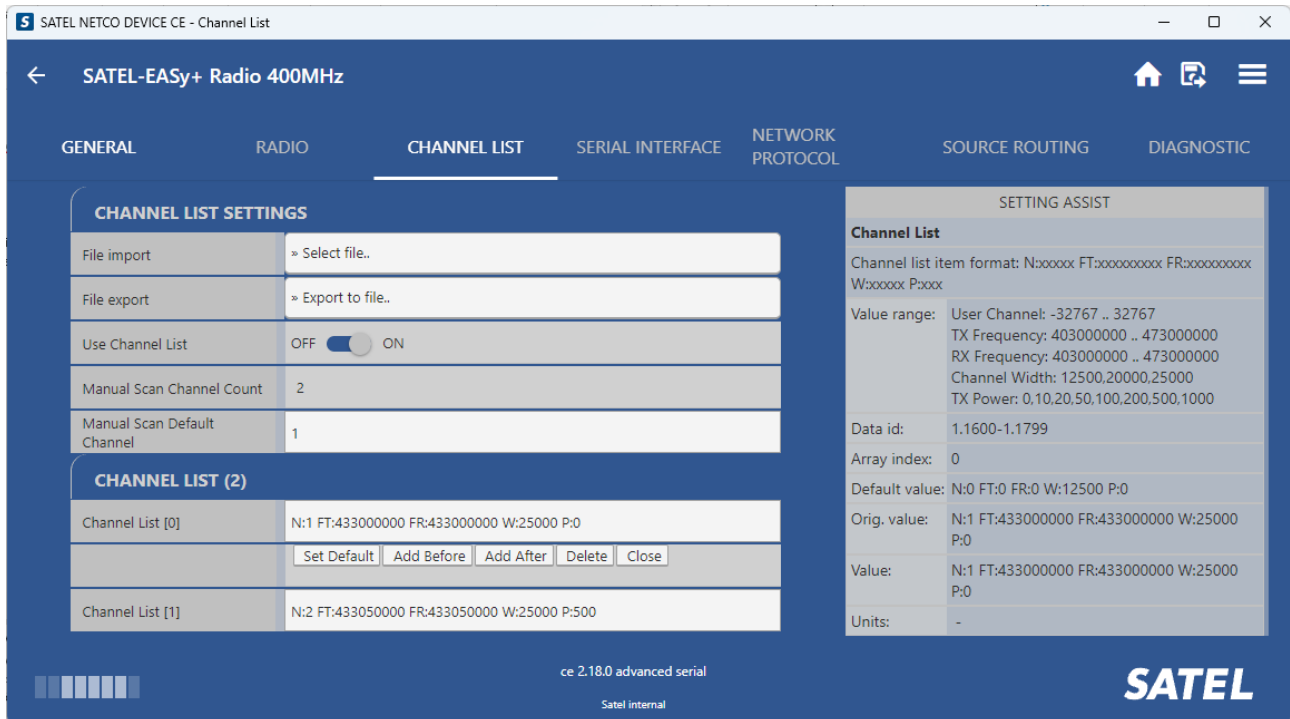 S SATEL NETCO DEVICE CE - Channel List
SATEL-EASy+ Radio 400MHz
GENERAL
RADIO
CHANNEL LIST
SERIAL INTERFACE
NETWORK
PROTOCOL
SOURCE ROUTING
DIAGNOSTIC
CHANNEL LIST SETTINGS
File import
» Select file..
File export
» Export to file..
Use Channel List
OFF ON
Manual Scan Channel Count
2
Manual Scan Default
Channel
1
CHANNEL LIST (2)
Channel List [0]
N:1 FT:433000000 FR:433000000 W:25000 P:0
Set Default Add Before Add After Delete Close
Channel List [1]
N:2 FT:433050000 FR:433050000 W:25000 P:500
SETTING ASSIST
Channel List
Channel list item format: N:xxxxx FT:xxxxxxxxx FR:xxxxxxxxx
W:xxxxx P:xxx
Value range: User Channel: -32767 .. 32767
TX Frequency: 403000000 .. 473000000
RX Frequency: 403000000 .. 473000000
Channel Width: 12500,20000,25000
TX Power: 0,10,20,50,100,200,500,1000
Data id: 1.1600-1.1799
Array index: 0
Default value: N:0 FT:0 FR:0 W:12500 P:0
Orig. value: N:1 FT:433000000 FR:433000000 W:25000
P:0
Value: N:1 FT:433000000 FR:433000000 W:25000
P:0
Units: -
ce 2.18.0 advanced serial
Satel internal
SATEL